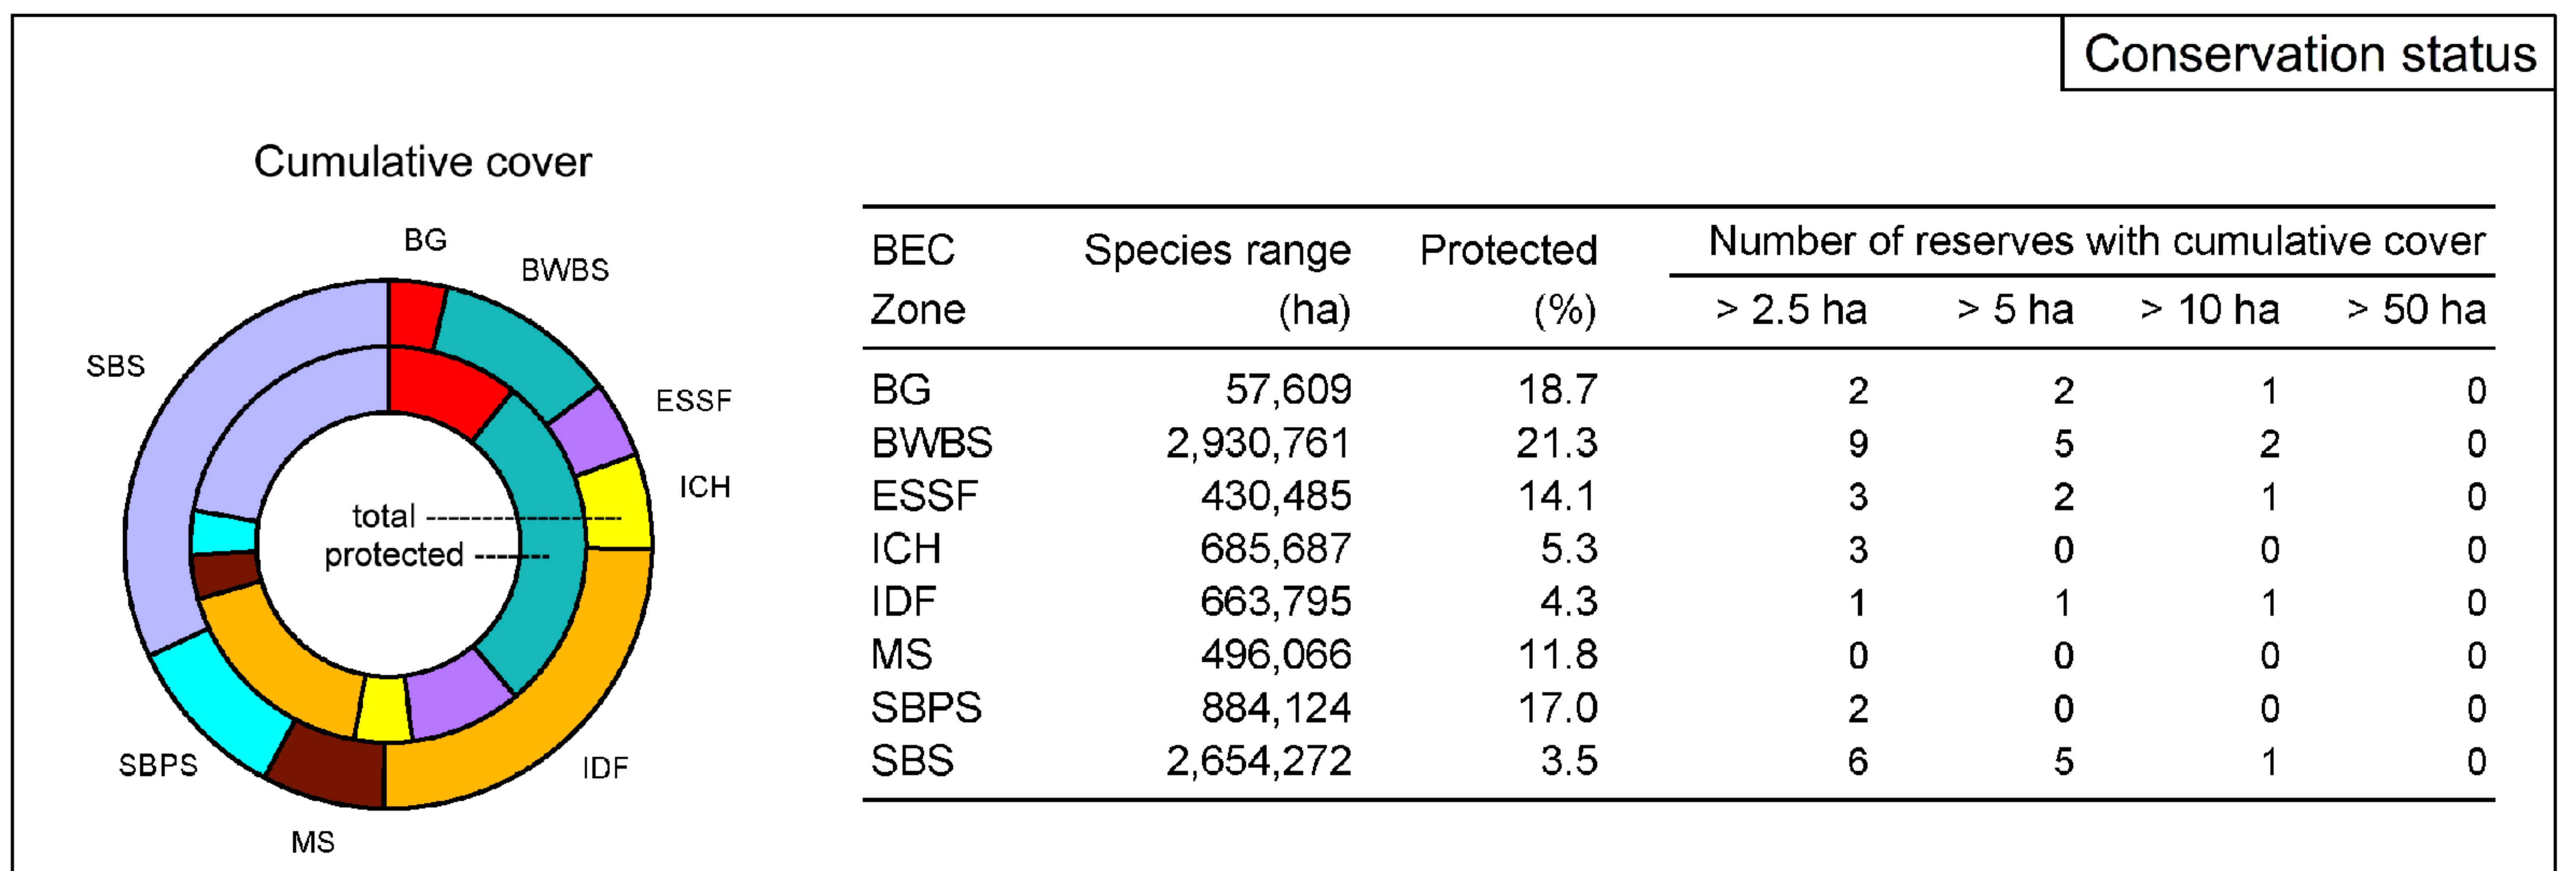 Conservation status
Cumulative cover
BG
BWBS
ESSF
ICH
IDF
MS
SBPS
SBS
total
protected
BEC Zone Species range (ha) Protected (%) Number of reserves with cumulative cover
> 2.5 ha > 5 ha > 10 ha > 50 ha
BG 57,609 18.7 2 2 1 0
BWBS 2,930,761 21.3 9 5 2 0
ESSF 430,485 14.1 3 2 1 0
ICH 685,687 5.3 3 0 0 0
IDF 663,795 4.3 1 1 1 0
MS 496,066 11.8 0 0 0 0
SBPS 884,124 17.0 2 0 0 0
SBS 2,654,272 3.5 6 5 1 0